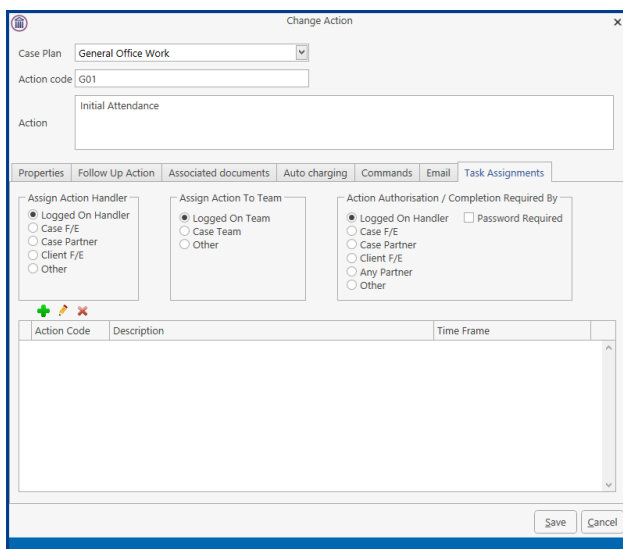 Change Action
Case Plan General Office Work
Action code G01
Action Initial Attendance
Properties Follow Up Action Associated documents Auto charging Commands Email Task Assignments
Assign Action Handler
Logged On Handler
Case F/E
Case Partner
Client F/E
Other
Assign Action To Team
Logged On Team
Case Team
Other
Action Authorisation / Completion Required By
Logged On Handler Password Required
Case F/E
Case Partner
Client F/E
Any Partner
Other
Action Code Description Time Frame
Save Cancel